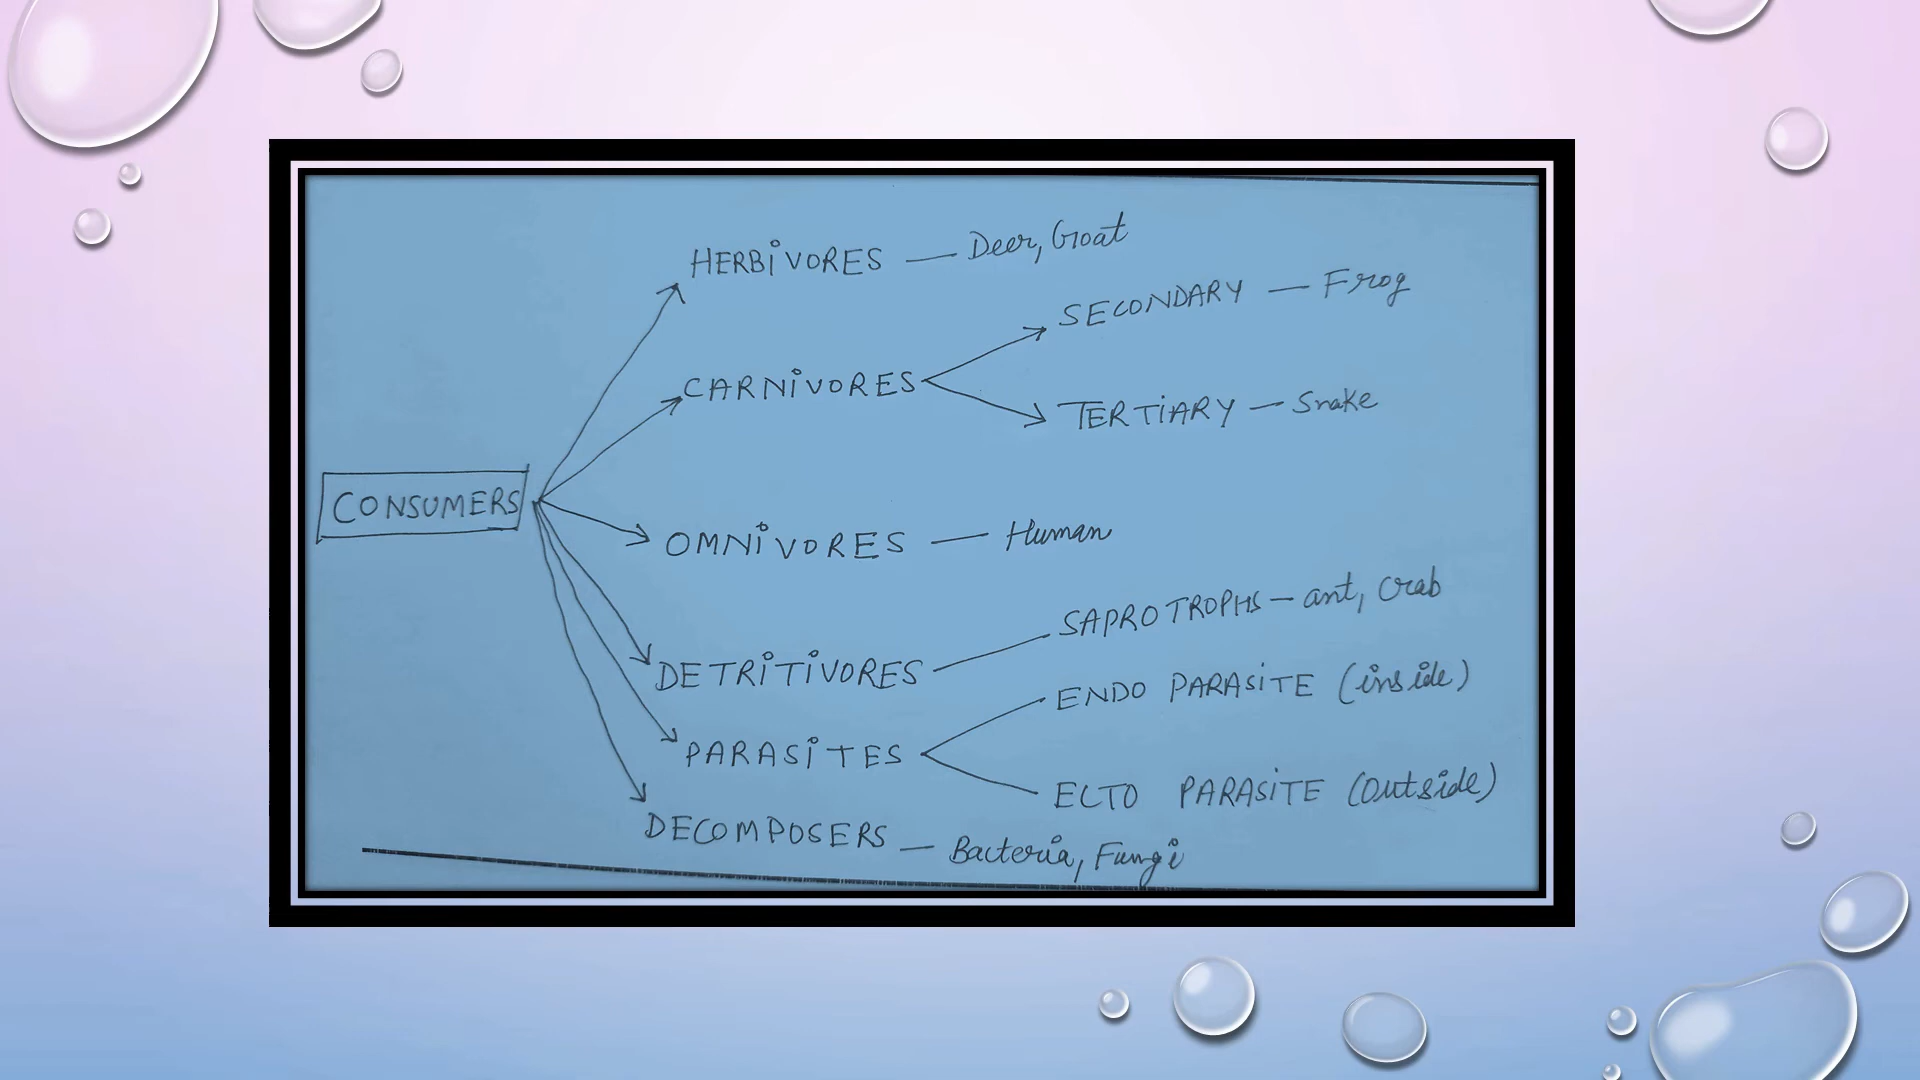 HERBIVORES — Deer, Goat
SECONDARY — Frog
CARNIVORES
TERTIARY — Snake
CONSUMERS
OMNIVORES — Human
SAPROTROPHS — ant, Crab
DETRITIVORES
ENDO PARASITE (inside)
PARASITES
ECTO PARASITE (outside)
DECOMPOSERS — Bacteria, Fungi